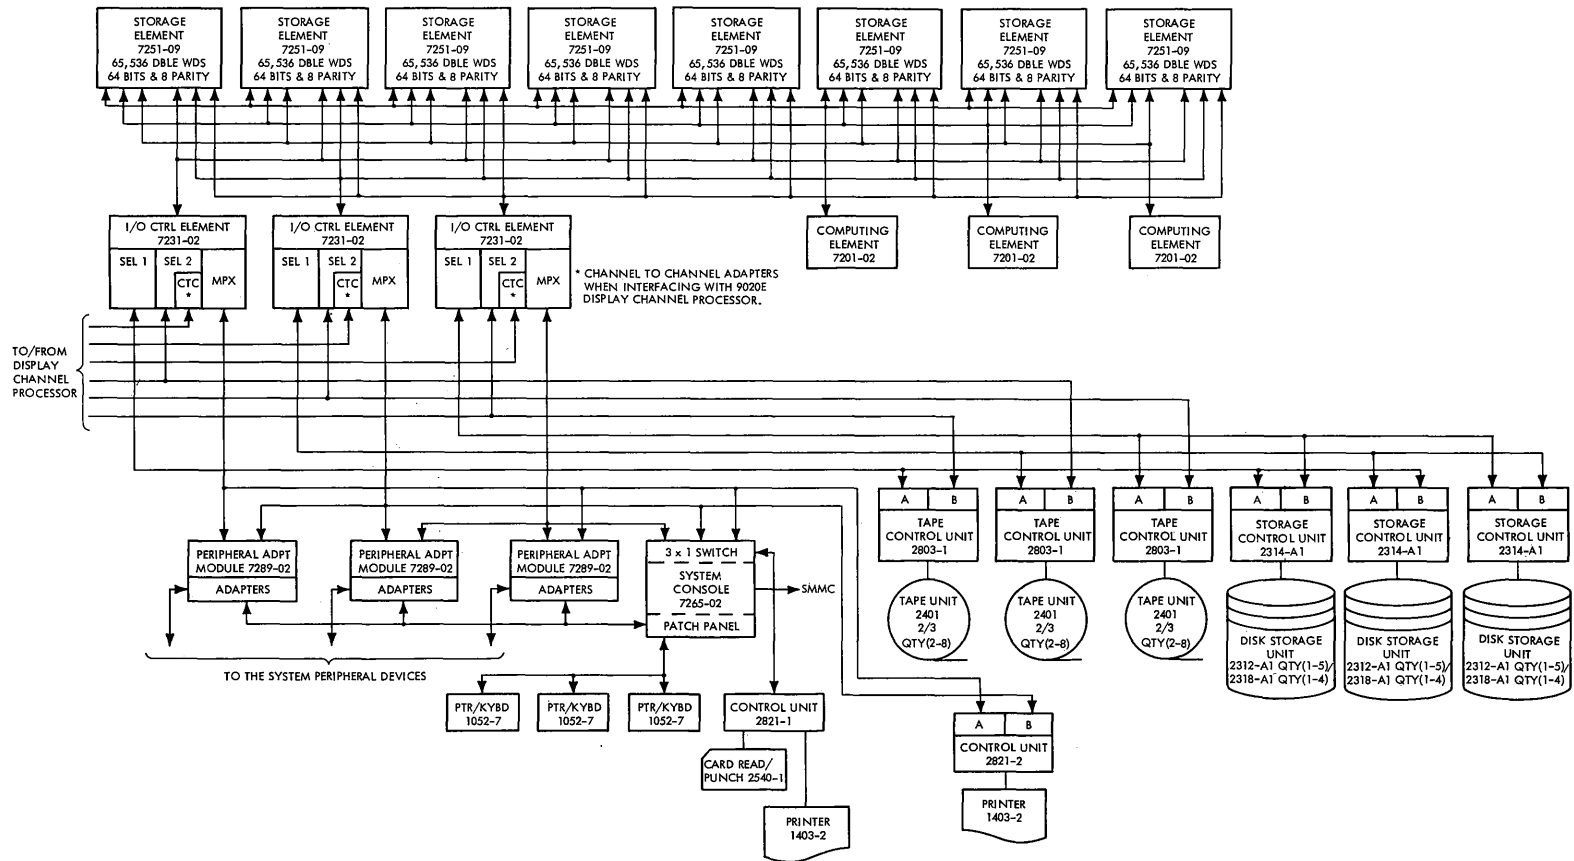 STORAGE
ELEMENT
7251-09
65,536 DBLE WDS
64 BITS & 8 PARITY
STORAGE
ELEMENT
7251-09
65,536 DBLE WDS
64 BITS & 8 PARITY
STORAGE
ELEMENT
7251-09
65,536 DBLE WDS
64 BITS & 8 PARITY
STORAGE
ELEMENT
7251-09
65,536 DBLE WDS
64 BITS & 8 PARITY
STORAGE
ELEMENT
7251-09
65,536 DBLE WDS
64 BITS & 8 PARITY
STORAGE
ELEMENT
7251-09
65,536 DBLE WDS
64 BITS & 8 PARITY
STORAGE
ELEMENT
7251-09
65,536 DBLE WDS
64 BITS & 8 PARITY
STORAGE
ELEMENT
7251-09
65,536 DBLE WDS
64 BITS & 8 PARITY
I/O CTRL ELEMENT
7231-02
SEL 1
SEL 2
CTC
*
MPX
I/O CTRL ELEMENT
7231-02
SEL 1
SEL 2
CTC
*
MPX
I/O CTRL ELEMENT
7231-02
SEL 1
SEL 2
CTC
*
MPX
* CHANNEL TO CHANNEL ADAPTERS
WHEN INTERFACING WITH 9020E
DISPLAY CHANNEL PROCESSOR.
COMPUTING
ELEMENT
7201-02
COMPUTING
ELEMENT
7201-02
COMPUTING
ELEMENT
7201-02
TO/FROM
DISPLAY
CHANNEL
PROCESSOR
A
B
TAPE
CONTROL UNIT
2803-1
A
B
TAPE
CONTROL UNIT
2803-1
A
B
TAPE
CONTROL UNIT
2803-1
A
B
STORAGE
CONTROL UNIT
2314-A1
A
B
STORAGE
CONTROL UNIT
2314-A1
A
B
STORAGE
CONTROL UNIT
2314-A1
PERIPHERAL ADPT
MODULE 7289-02
ADAPTERS
PERIPHERAL ADPT
MODULE 7289-02
ADAPTERS
PERIPHERAL ADPT
MODULE 7289-02
ADAPTERS
3 x 1 SWITCH
SYSTEM
CONSOLE
7265-02
PATCH PANEL
SMMC
TAPE UNIT
2401
2/3
QTY(2-8)
TAPE UNIT
2401
2/3
QTY(2-8)
TAPE UNIT
2401
2/3
QTY(2-8)
DISK STORAGE
UNIT
2312-A1 QTY(1-5)/
2318-A1 QTY(1-4)
DISK STORAGE
UNIT
2312-A1 QTY(1-5)/
2318-A1 QTY(1-4)
DISK STORAGE
UNIT
2312-A1 QTY(1-5)/
2318-A1 QTY(1-4)
TO THE SYSTEM PERIPHERAL DEVICES
PTR/KYBD
1052-7
PTR/KYBD
1052-7
PTR/KYBD
1052-7
CONTROL UNIT
2821-1
CARD READ/
PUNCH 2540-1
PRINTER
1403-2
A
B
CONTROL UNIT
2821-2
PRINTER
1403-2